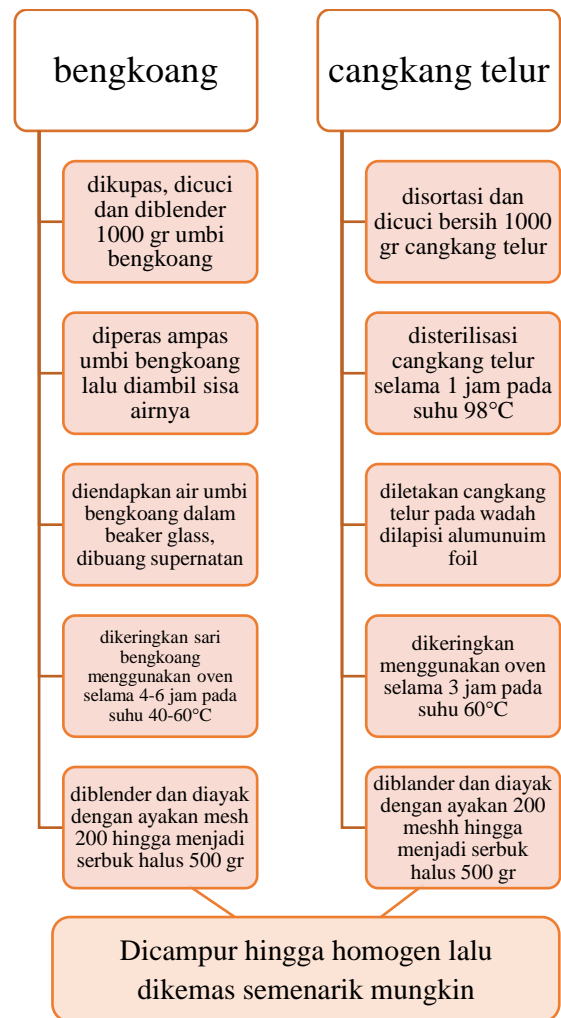 bengkoang
dikupas, dicuci
dan diblender
1000 gr umbi
bengkoang
diperas ampas
umbi bengkoang
lalu diambil sisa
airnya
diendapkan air umbi
bengkoang dalam
beaker glass,
dibuang supernatan
dikeringkan sari
bengkoang
menggunakan oven
selama 4-6 jam pada
suhu 40-60°C
diblender dan diayak
dengan ayakan mesh
200 hingga menjadi
serbuk halus 500 gr
cangkang telur
disortasi dan
dicuci bersih 1000
gr cangkang telur
disterilisasi
cangkang telur
selama 1 jam pada
suhu 98°C
diletakan cangkang
telur pada wadah
dilapisi alumunuim
foil
dikeringkan
menggunakan oven
selama 3 jam pada
suhu 60°C
diblander dan diayak
dengan ayakan 200
meshh hingga
menjadi serbuk
halus 500 gr
Dicampur hingga homogen lalu
dikemas semenarik mungkin